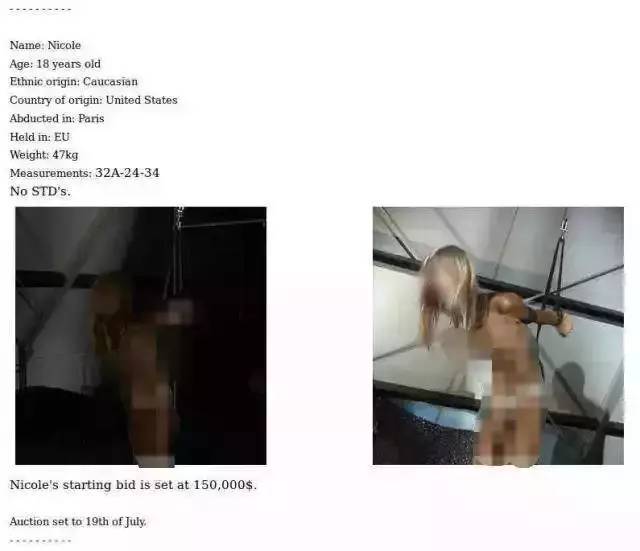 ----------
Name: Nicole
Age: 18 years old
Ethnic origin: Caucasian
Country of origin: United States
Abducted in: Paris
Held in: EU
Weight: 47kg
Measurements: 32A-24-34
No STD's.
Nicole's starting bid is set at 150,000$.
Auction set to 19th of July.
----------